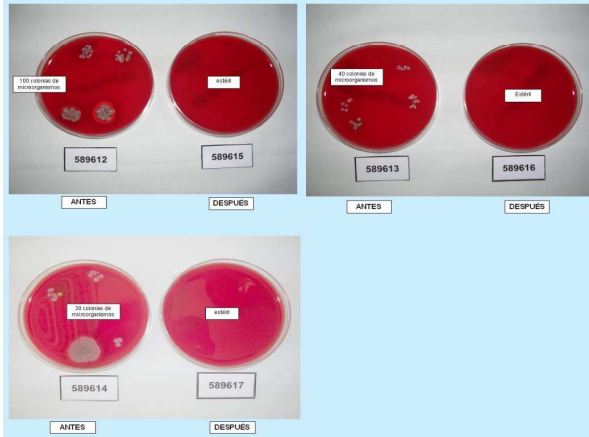 100 colonias de
microorganismos
estéril
589612
589615
ANTES
DESPUÉS
40 colonias de
microorganismos
Estéril
589613
589616
ANTES
DESPUÉS
30 colonias de
microorganismos
estéril
589614
589617
ANTES
DESPUÉS